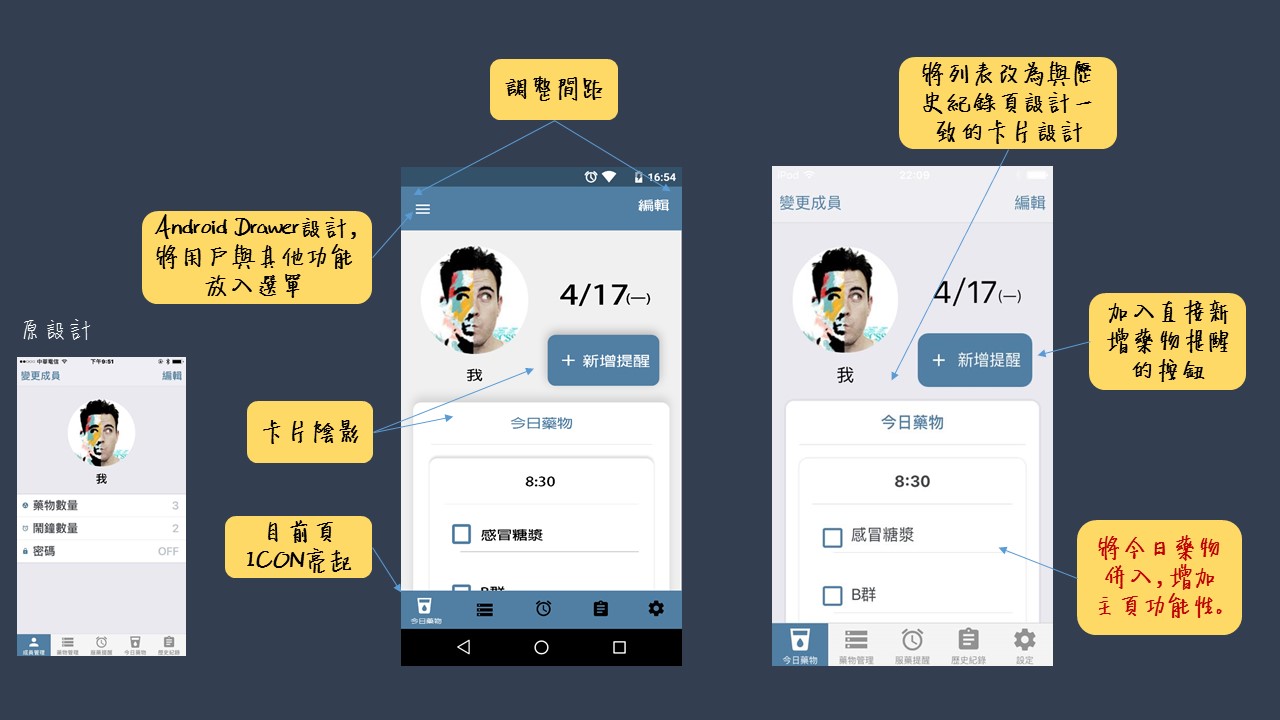 調整間距
將列表改為與歷
史紀錄頁設計一
致的卡片設計
Android Drawer設計,
將用戶與其他功能
放入選單
原設計
中華電信
下午9:51
變更成員
編輯
我
藥物數量
3
鬧鐘數量
2
密碼
OFF
成員管理
藥物管理
服藥提醒
今日藥物
歷史紀錄
卡片陰影
目前頁
ICON亮起
16:54
編輯
4/17(一)
+ 新增提醒
我
今日藥物
8:30
感冒糖漿
B群
今日藥物
iPod
22:09
變更成員
編輯
4/17(一)
+ 新增提醒
我
今日藥物
8:30
感冒糖漿
B群
今日藥物
藥物管理
服藥提醒
歷史紀錄
設定
加入直接新
增藥物提醒
的按鈕
將今日藥物
併入,增加
主頁功能性。